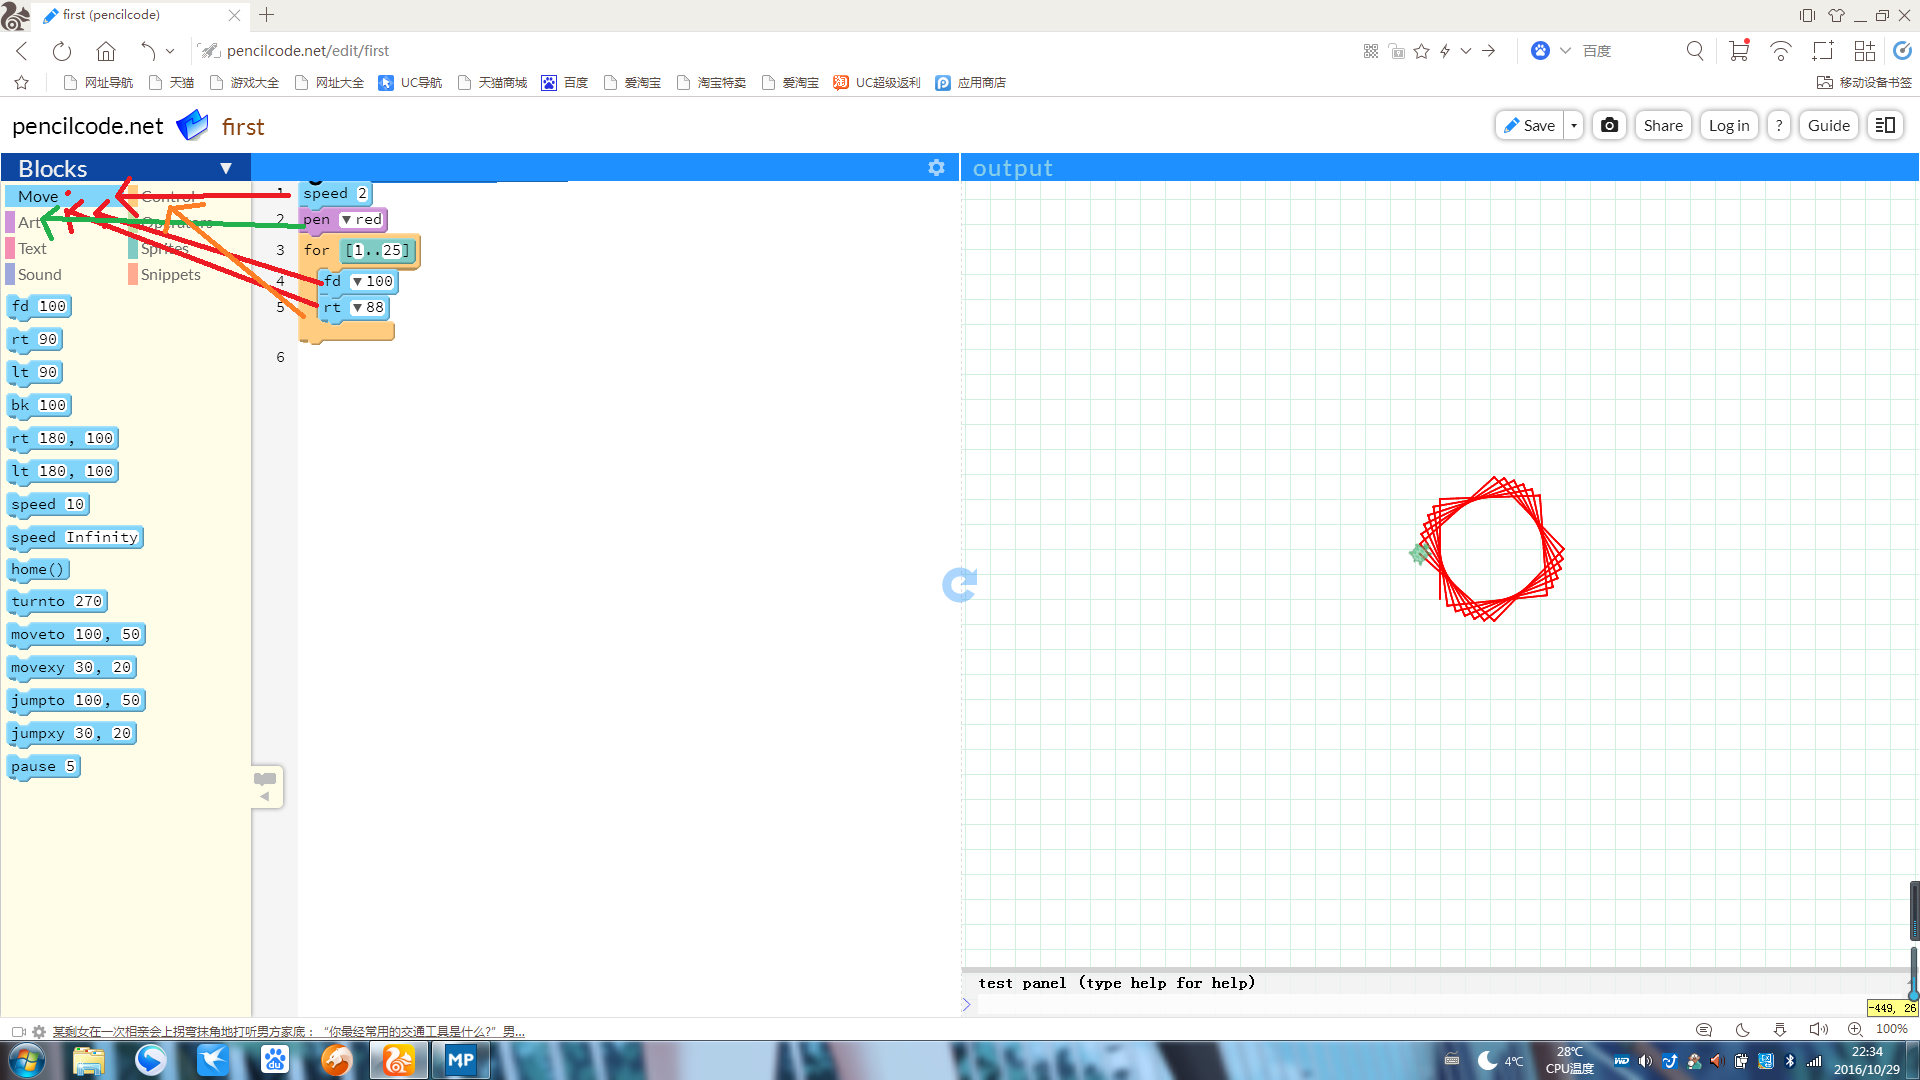 first (pencilcode)
pencilcode.net/edit/first
百度
网址导航 天猫 游戏大全 网址大全 UC导航 天猫商城 百度 爱淘宝 淘宝特卖 爱淘宝 UC超级返利 应用商店 移动设备书签
pencilcode.net first
Save Share Log in ? Guide
Blocks
output
Move Control
Art Operators
Text Sprites
Sound Snippets
fd 100
rt 90
lt 90
bk 100
rt 180, 100
lt 180, 100
speed 10
speed Infinity
home()
turnto 270
moveto 100, 50
movexy 30, 20
jumpto 100, 50
jumpxy 30, 20
pause 5
1 speed 2
2 pen ▼ red
3 for [1..25]
4 fd ▼ 100
5 rt ▼ 88
6
test panel (type help for help)
>
-449, 26
某剩女在一次相亲会上拐弯抹角地打听男方家底：“你最经常用的交通工具是什么?”男...
100%
du
MP
4℃
28℃
CPU温度
22:34
2016/10/29